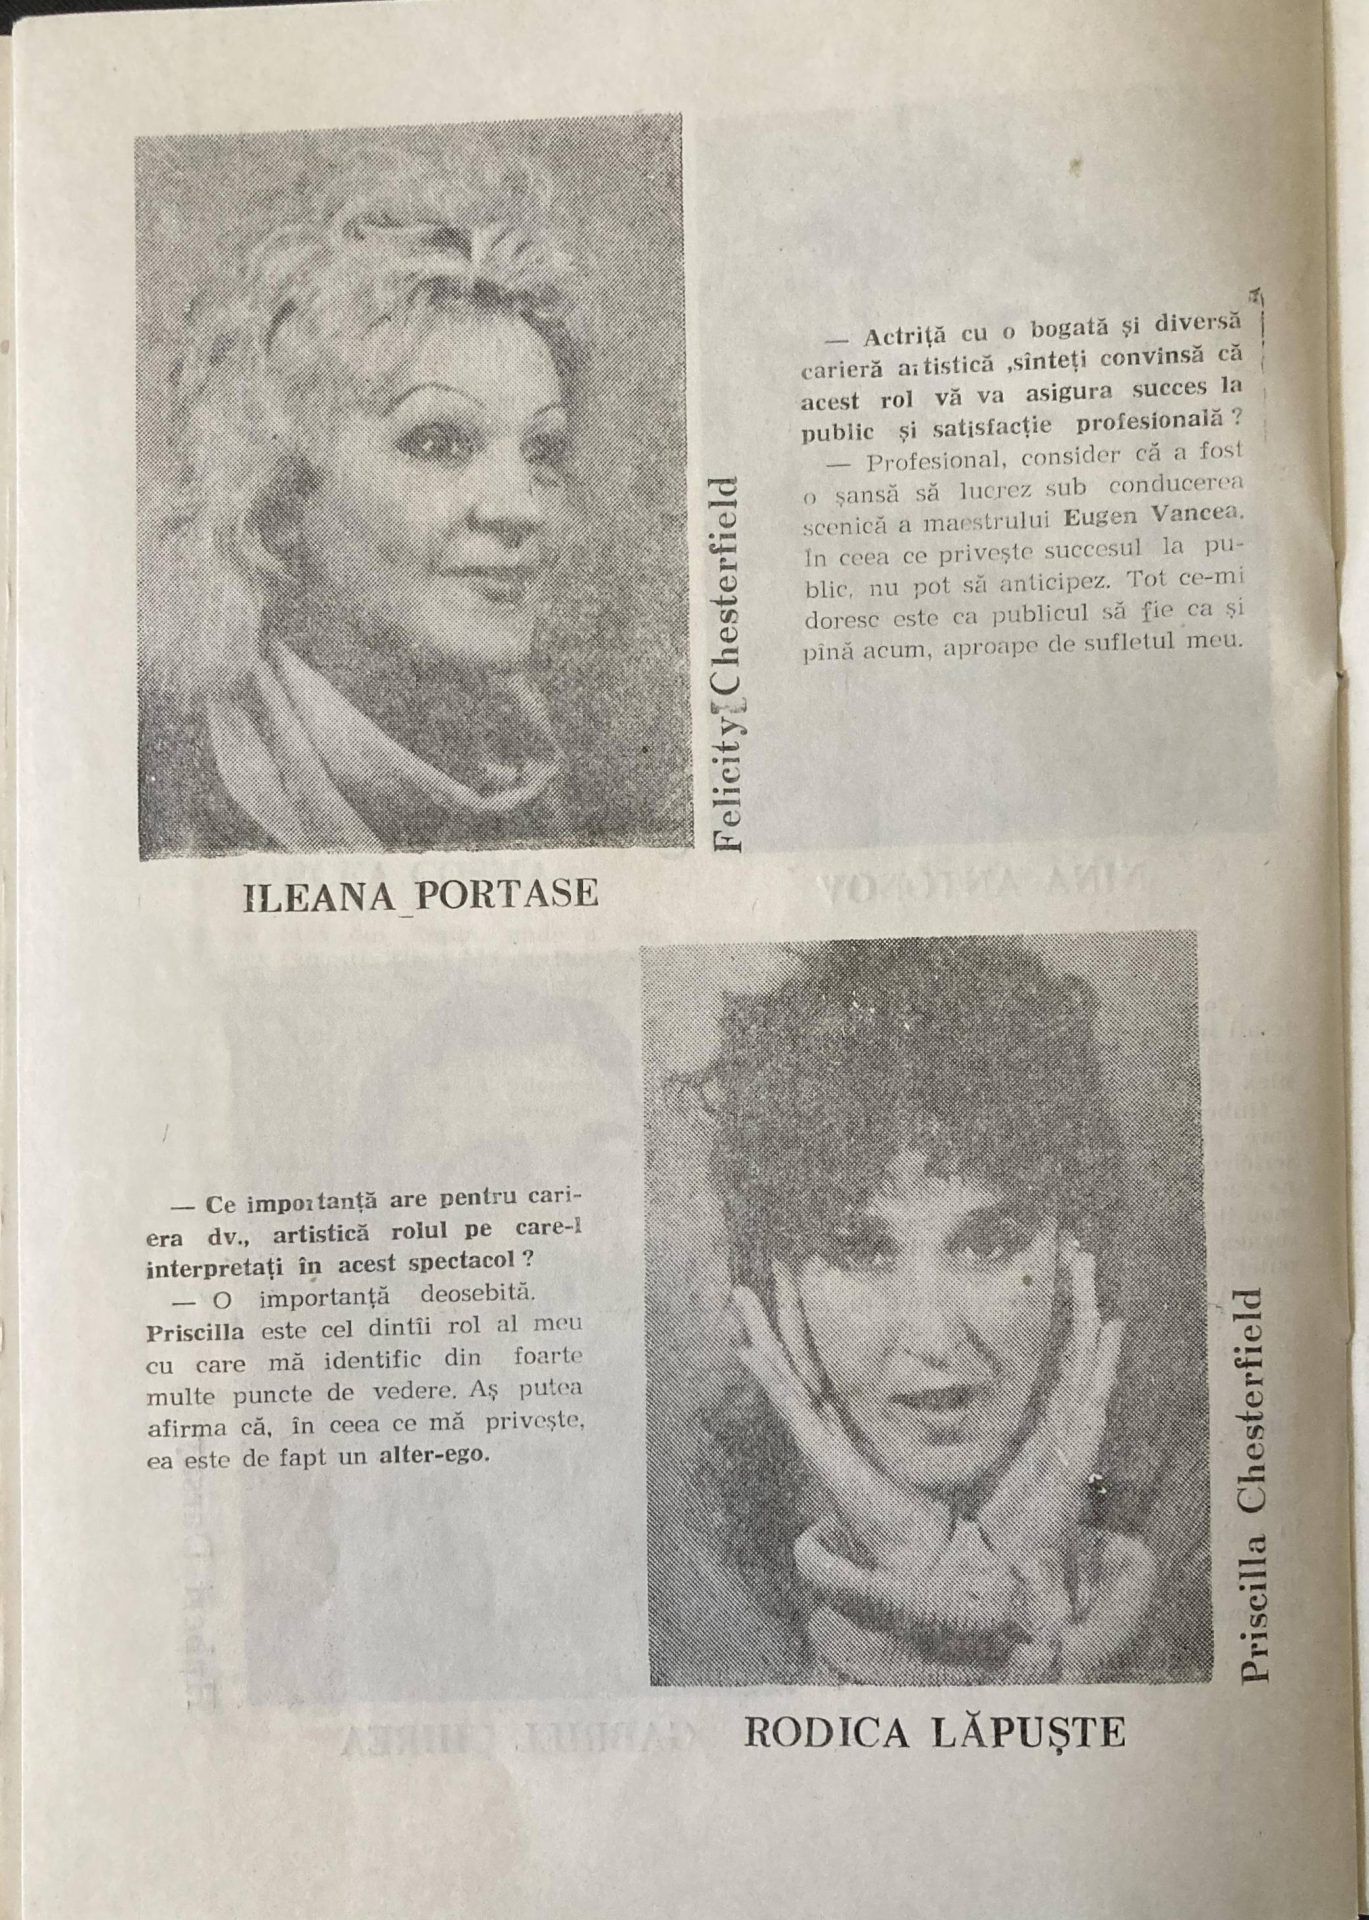 — Actriță cu o bogată și diversă
carieră artistică ,sînteți convinsă că
acest rol vă va asigura succes la
public și satisfacție profesională ?
— Profesional, consider că a fost
o șansă să lucrez sub conducerea
scenică a maestrului Eugen Vancea.
În ceea ce privește succesul la pu-
blic, nu pot să anticipez. Tot ce-mi
doresc este ca publicul să fie ca și
pînă acum, aproape de sufletul meu.
Felicity Chesterfield
ILEANA PORTASE
— Ce importanță are pentru cari-
era dv., artistică rolul pe care-l
interpretați în acest spectacol ?
— O importanță deosebită.
Priscilla este cel dintîi rol al meu
cu care mă identific din foarte
multe puncte de vedere. Aș putea
afirma că, în ceea ce mă privește,
ea este de fapt un alter-ego.
Priscilla Chesterfield
RODICA LĂPUȘTE